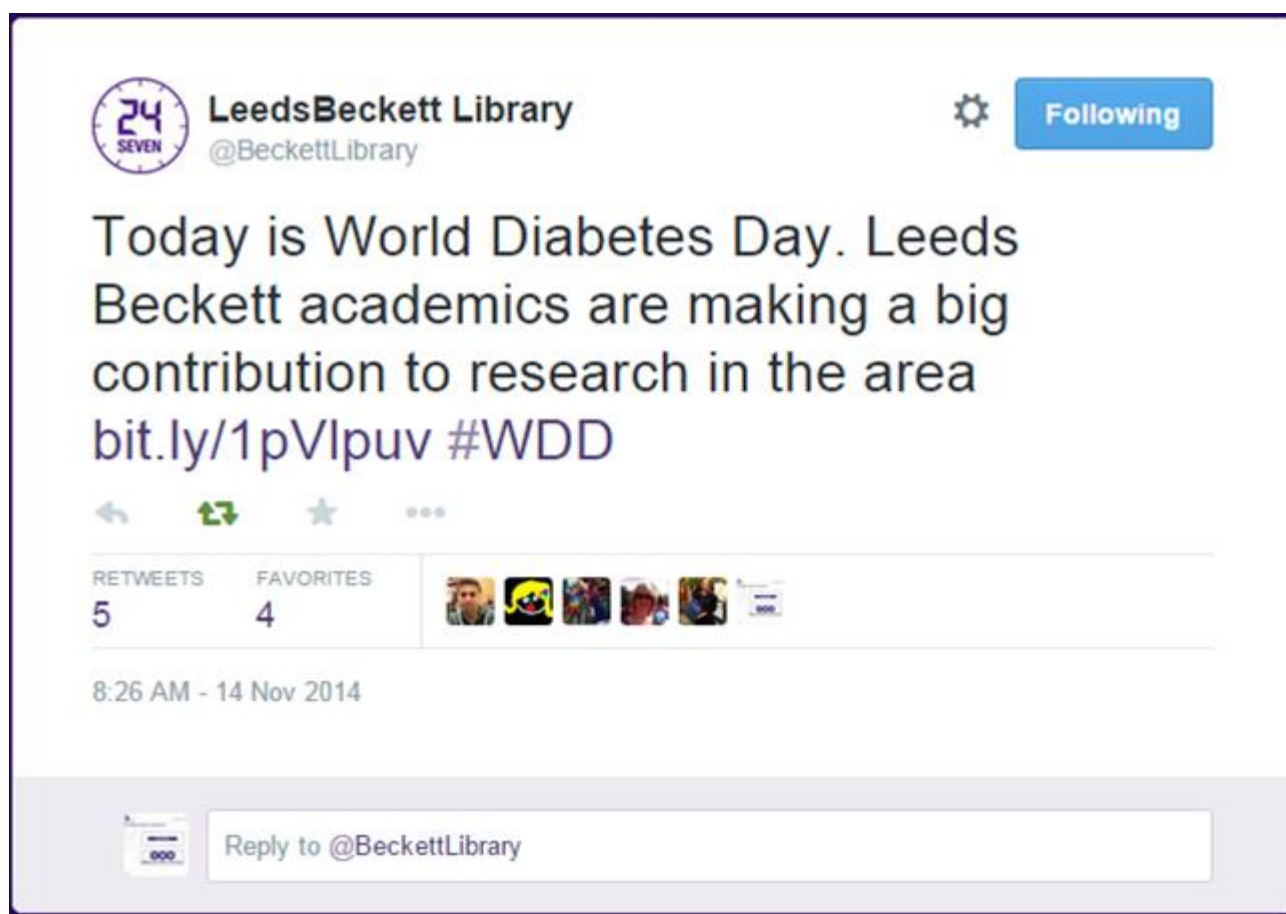 24
SEVEN
LeedsBeckett Library
@BeckettLibrary
Following
Today is World Diabetes Day. Leeds
Beckett academics are making a big
contribution to research in the area
bit.ly/1pVlpuv #WDD
RETWEETS FAVORITES
5 4
8:26 AM - 14 Nov 2014
Reply to @BeckettLibrary